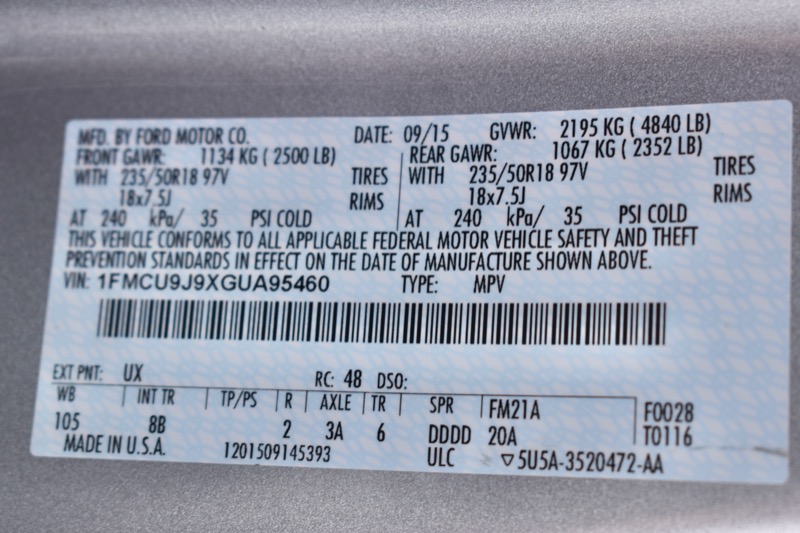 MFD. BY FORD MOTOR CO. DATE: 09/15 GVWR: 2195 KG ( 4840 LB)
FRONT GAWR: 1134 KG ( 2500 LB) REAR GAWR: 1067 KG ( 2352 LB)
WITH 235/50R18 97V TIRES WITH 235/50R18 97V TIRES
18x7.5J RIMS 18x7.5J RIMS
AT 240 kPa/ 35 PSI COLD AT 240 kPa/ 35 PSI COLD
THIS VEHICLE CONFORMS TO ALL APPLICABLE FEDERAL MOTOR VEHICLE SAFETY AND THEFT
PREVENTION STANDARDS IN EFFECT ON THE DATE OF MANUFACTURE SHOWN ABOVE.
VIN: 1FMCU9J9XGUA95460 TYPE: MPV
EXT PNT: UX RC: 48 DSO:
WB INT TR TP/PS R AXLE TR SPR FM21A F0028
105 8B 2 3A 6 DDDD 20A T0116
MADE IN U.S.A. 1201509145393 ULC ▽5U5A-3520472-AA